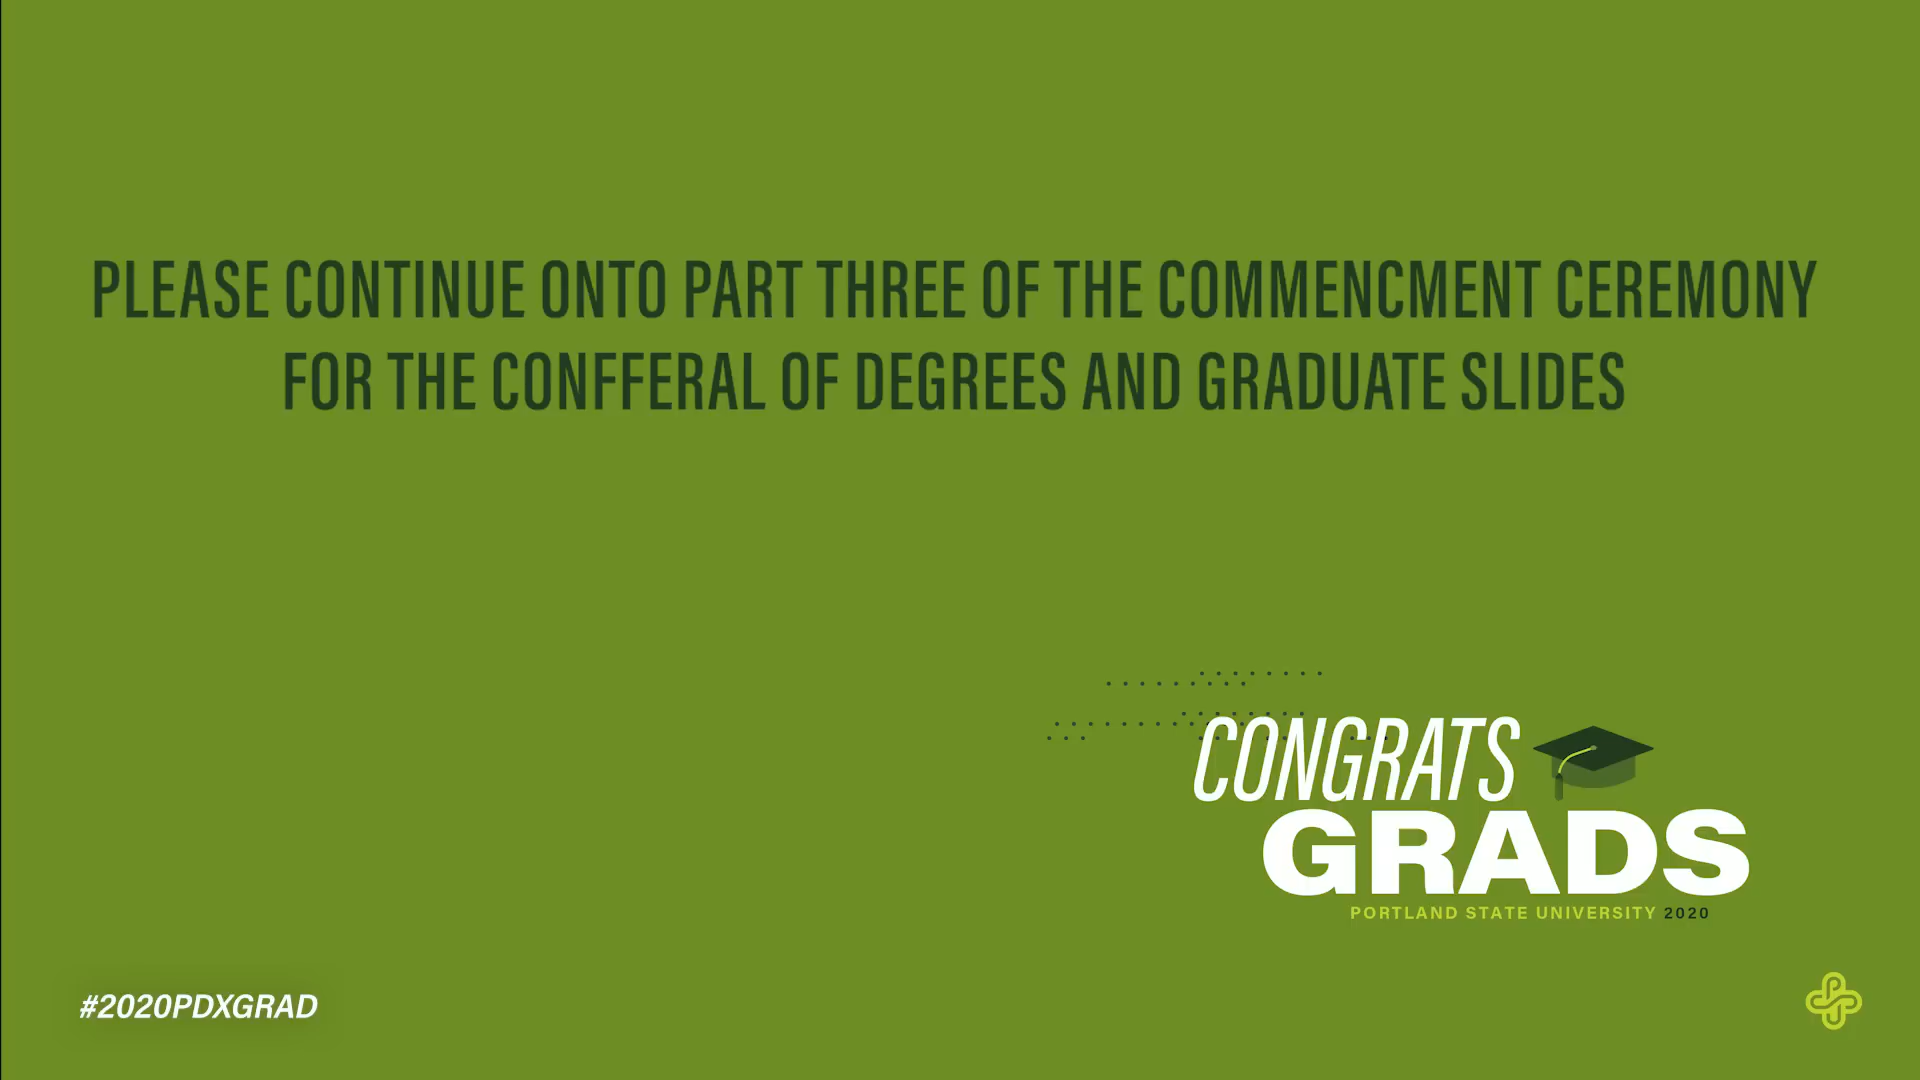 PLEASE CONTINUE ONTO PART THREE OF THE COMMENCMENT CEREMONY
FOR THE CONFFERAL OF DEGREES AND GRADUATE SLIDES
CONGRATS
GRADS
PORTLAND STATE UNIVERSITY 2020
#2020PDXGRAD